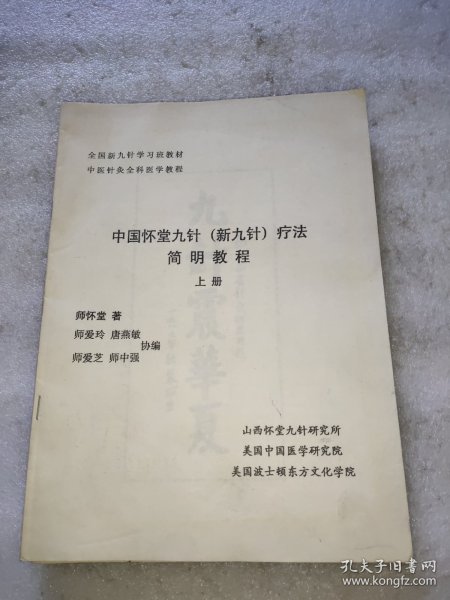 全国新九针学习班教材
中医针灸全科医学教程
中国怀堂九针（新九针）疗法
简明教程
上册
师怀堂 著
师爱玲 唐燕敏
协编
师爱芝 师中强
山西怀堂九针研究所
美国中国医学研究院
美国波士顿东方文化学院
九
震
華
夏
孔夫子旧书网
www.kongfz.com